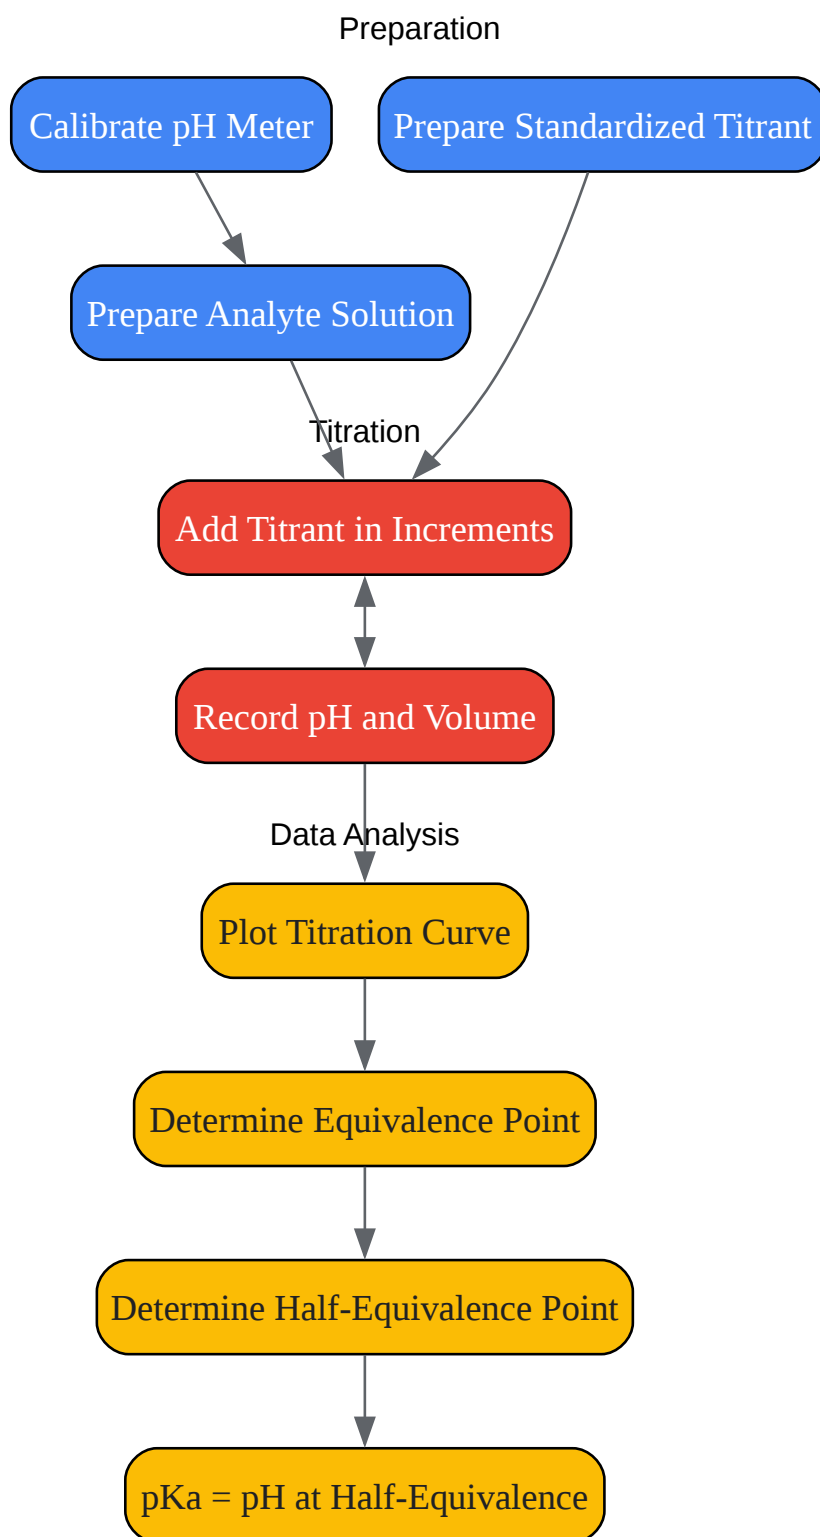 Preparation
Calibrate pH Meter
Prepare Standardized Titrant
Prepare Analyte Solution
Titration
Add Titrant in Increments
Record pH and Volume
Data Analysis
Plot Titration Curve
Determine Equivalence Point
Determine Half-Equivalence Point
pKa = pH at Half-Equivalence